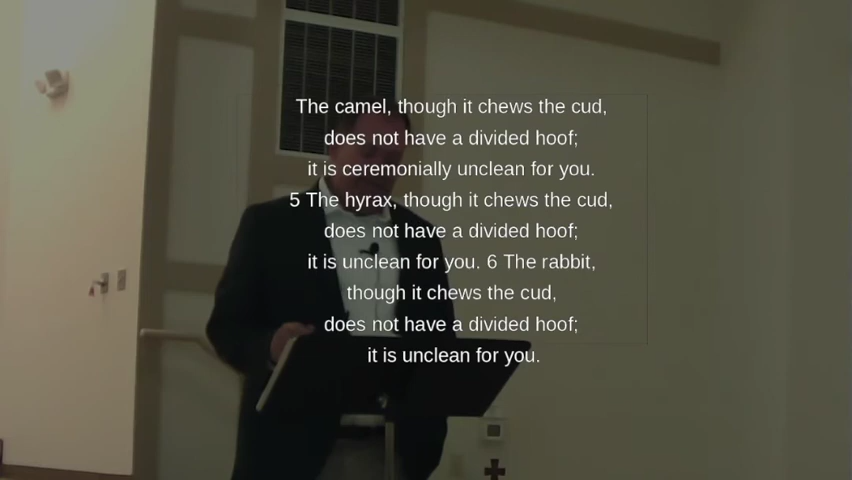 The camel, though it chews the cud,
does not have a divided hoof;
it is ceremonially unclean for you.
5 The hyrax, though it chews the cud,
does not have a divided hoof;
it is unclean for you. 6 The rabbit,
though it chews the cud,
does not have a divided hoof;
it is unclean for you.